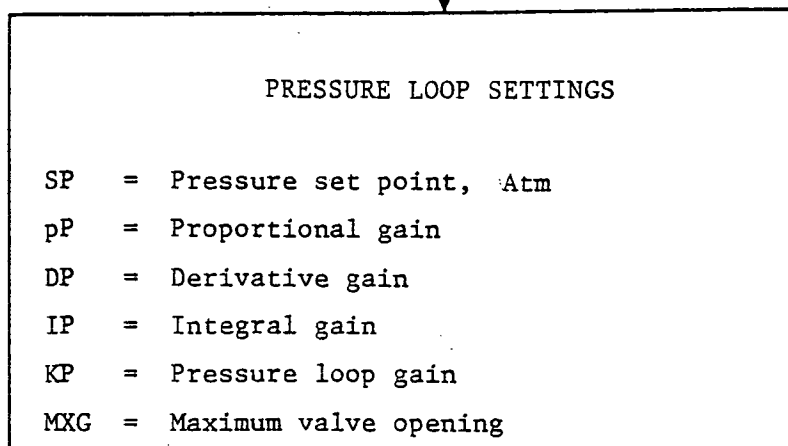 PRESSURE LOOP SETTINGS
SP = Pressure set point, Atm
pP = Proportional gain
DP = Derivative gain
IP = Integral gain
KP = Pressure loop gain
MXG = Maximum valve opening